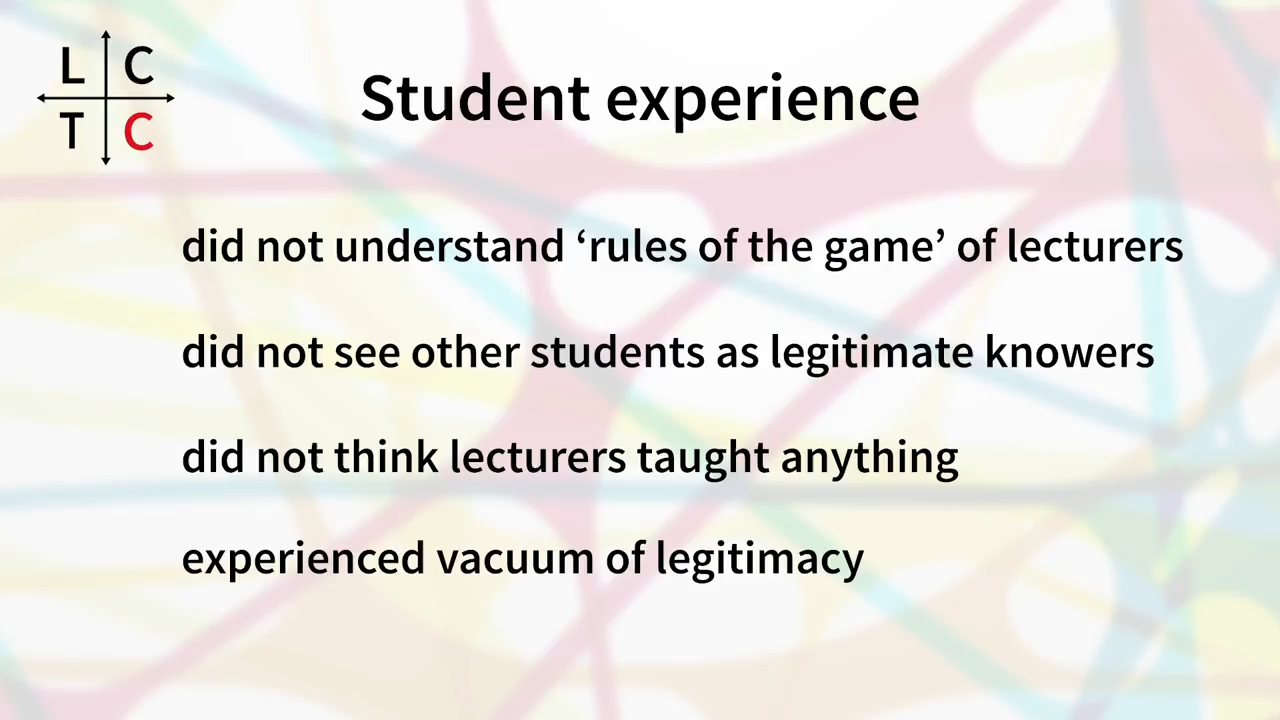 L C
T C
Student experience
did not understand ‘rules of the game’ of lecturers
did not see other students as legitimate knowers
did not think lecturers taught anything
experienced vacuum of legitimacy